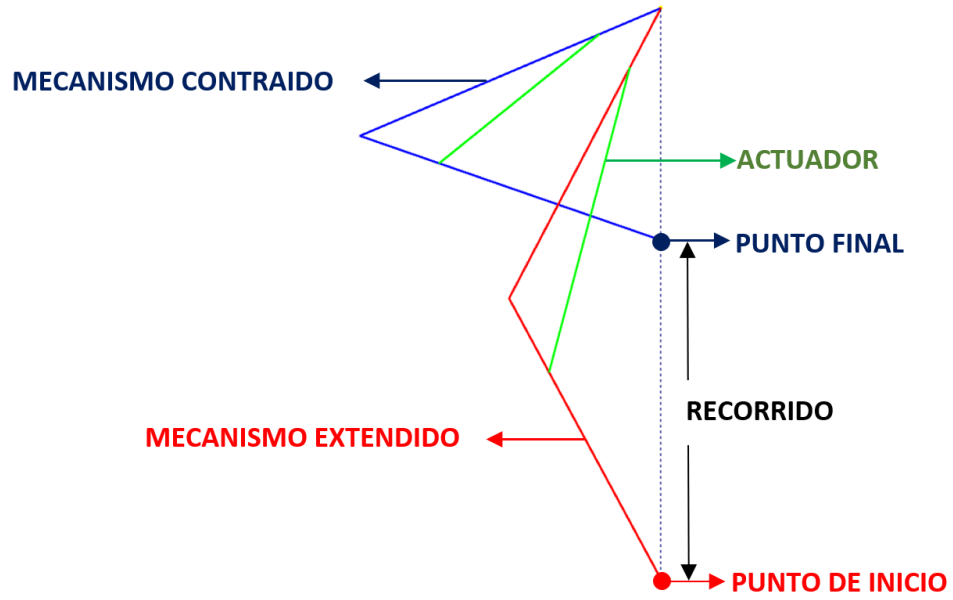 MECANISMO CONTRAIDO
ACTUADOR
PUNTO FINAL
RECORRIDO
MECANISMO EXTENDIDO
PUNTO DE INICIO